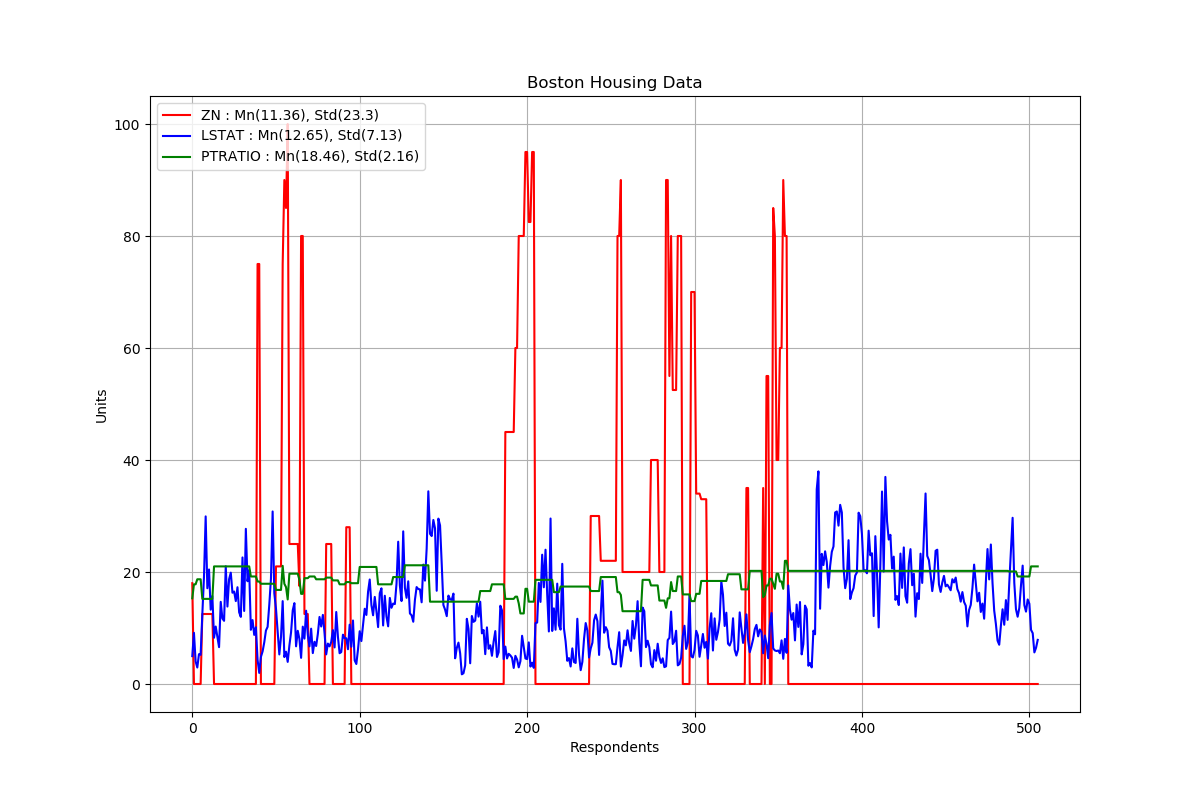 Boston Housing Data
ZN : Mn(11.36), Std(23.3)
LSTAT : Mn(12.65), Std(7.13)
PTRATIO : Mn(18.46), Std(2.16)
100
80
60
40
20
0
Units
0 100 200 300 400 500
Respondents